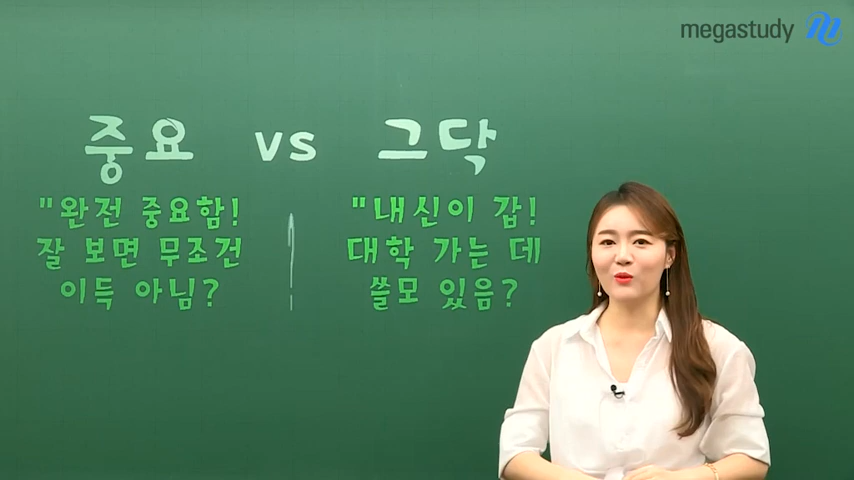 megastudy
중요 vs 그닥
"완전 중요함!
잘 보면 무조건
이득 아님?
"내신이 갑!
대학 가는 데
쓸모 있음?